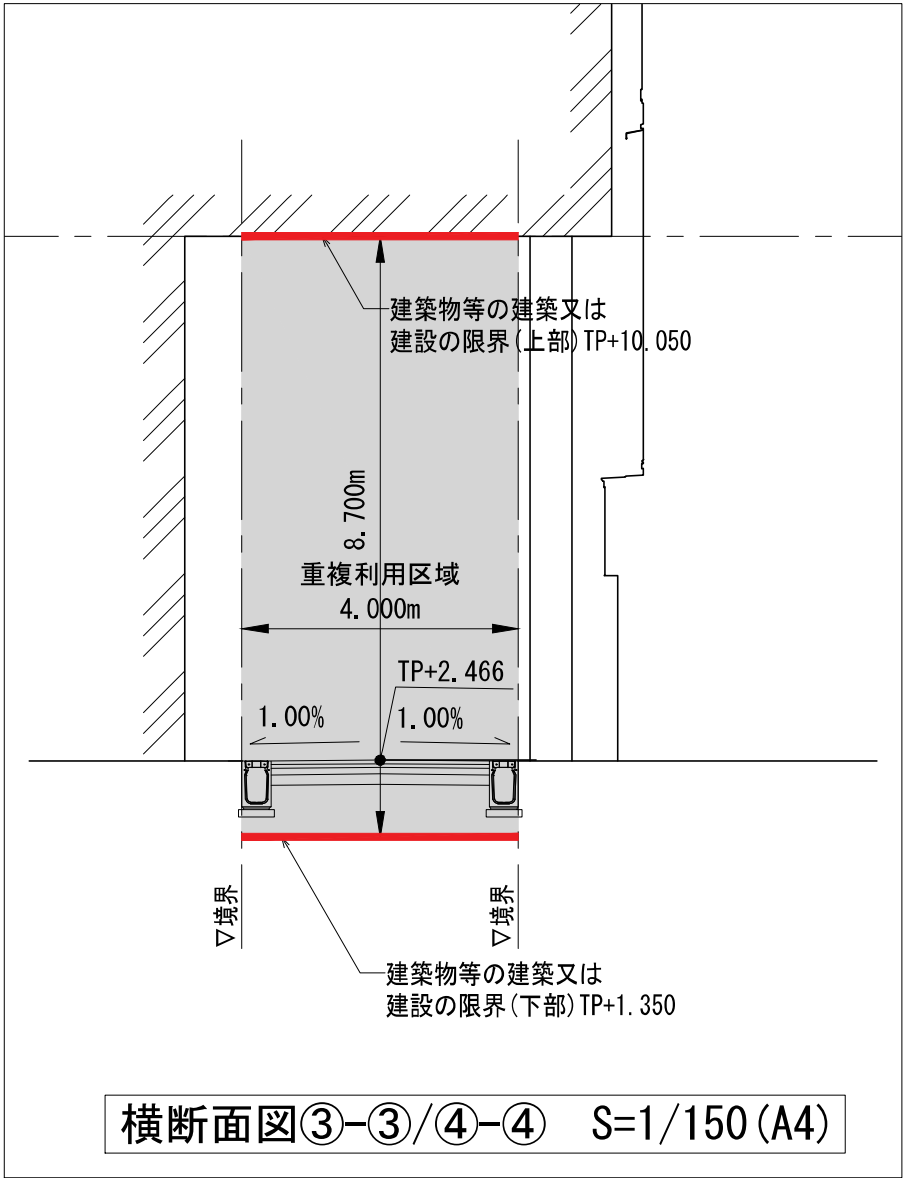 建築物等の建築又は
建設の限界(上部)TP+10.050
8.700m
重複利用区域
4.000m
TP+2.466
1.00%
1.00%
▽境界
▽境界
建築物等の建築又は
建設の限界(下部)TP+1.350
横断面図③-③/④-④ S=1/150(A4)